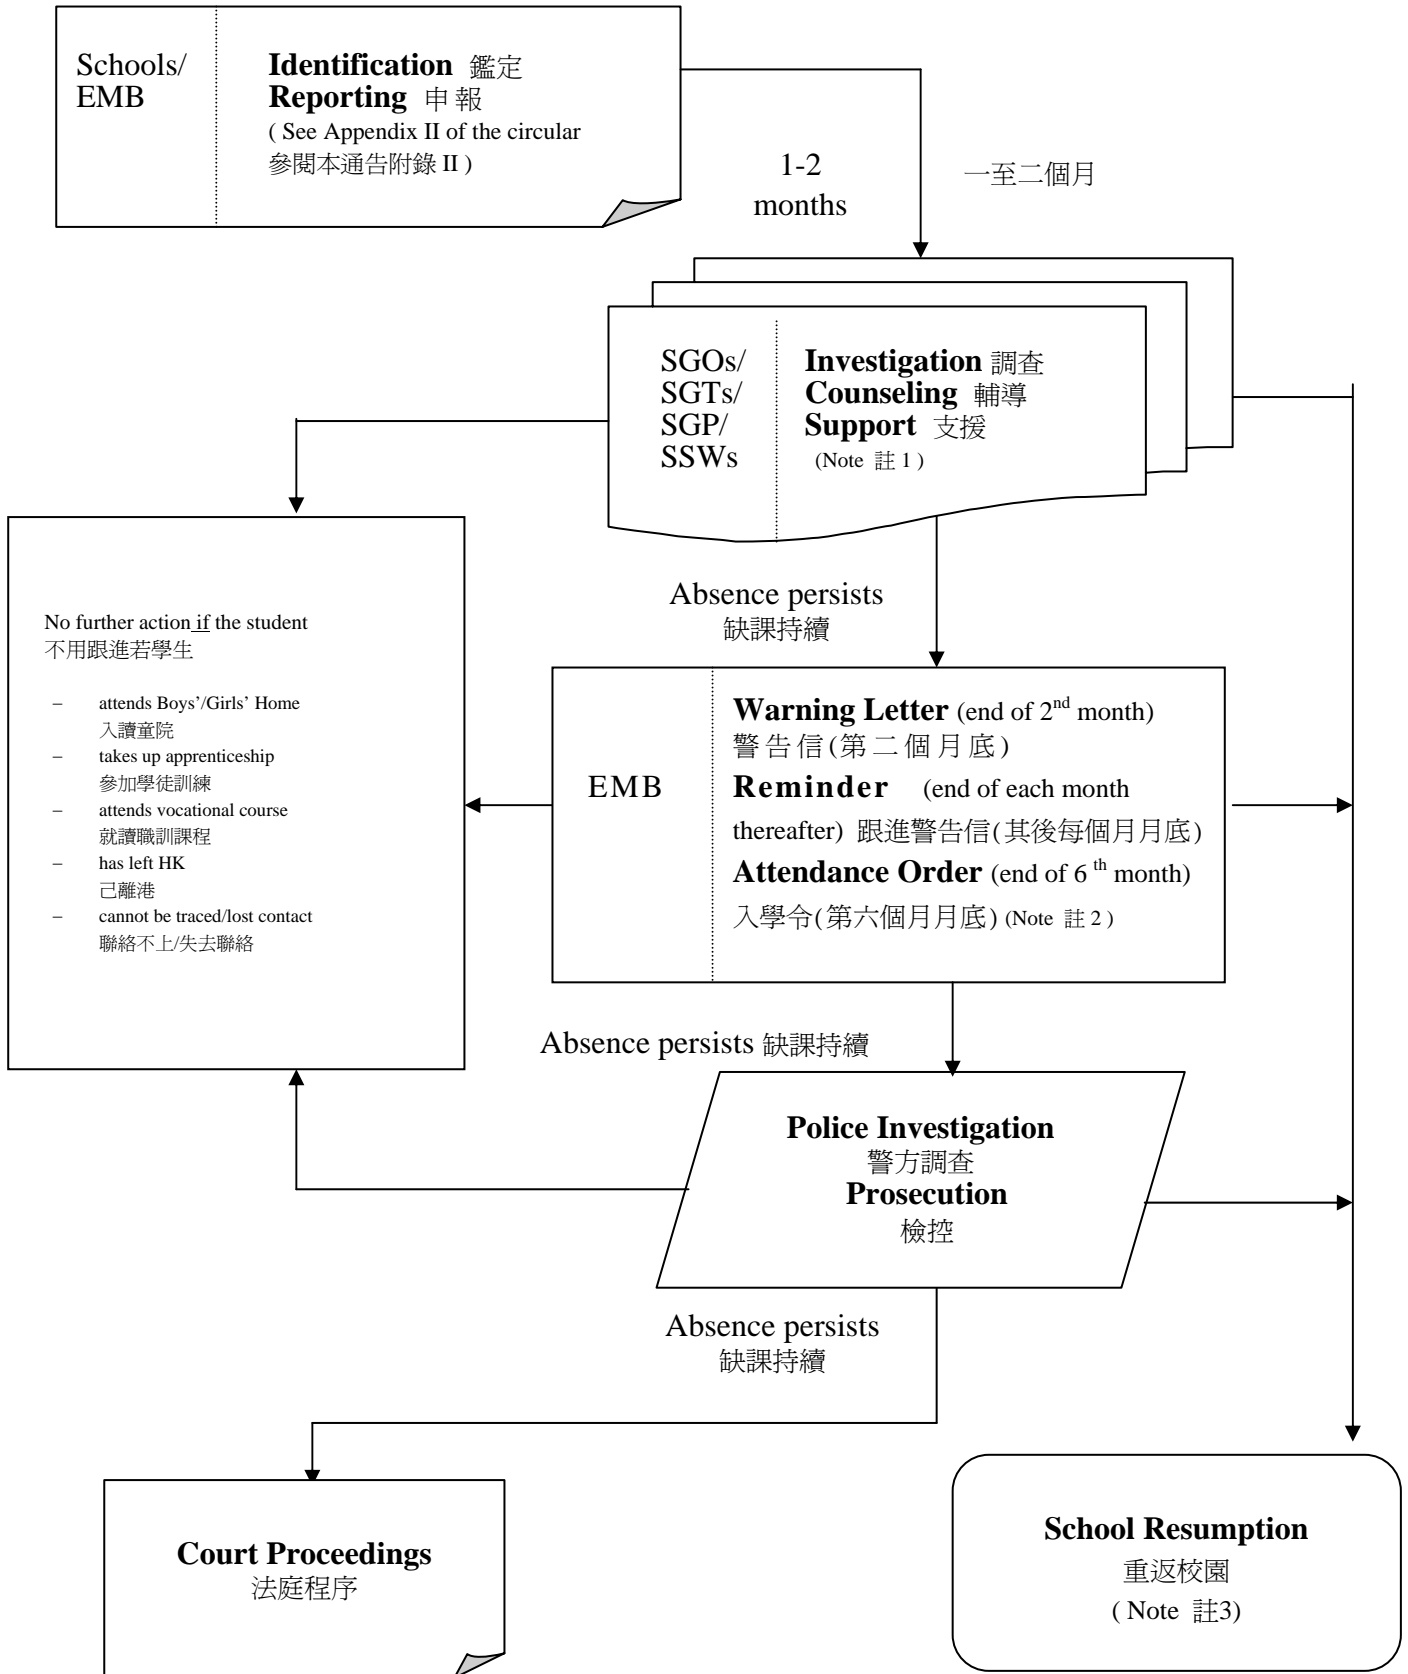 Schools/
EMB
Identification 鑑定
Reporting 申報
( See Appendix II of the circular
參閱本通告附錄 II )
1-2
months
一至二個月
SGOs/
SGTs/
SGP/
SSWs
Investigation 調查
Counseling 輔導
Support 支援
(Note 註 1 )
Absence persists
缺課持續
No further action if the student
不用跟進若學生
– attends Boys’/Girls’ Home
入讀童院
– takes up apprenticeship
參加學徒訓練
– attends vocational course
就讀職訓課程
– has left HK
己離港
– cannot be traced/lost contact
聯絡不上/失去聯絡
EMB
Warning Letter (end of 2nd month)
警告信(第二個月底)
Reminder (end of each month
thereafter) 跟進警告信(其後每個月月底)
Attendance Order (end of 6 th month)
入學令(第六個月月底) (Note 註 2 )
Absence persists 缺課持續
Police Investigation
警方調查
Prosecution
檢控
Absence persists
缺課持續
Court Proceedings
法庭程序
School Resumption
重返校園
( Note 註3)